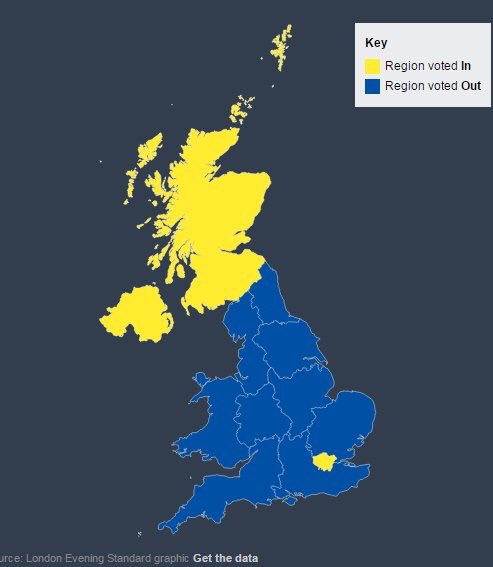 Key
Region voted In
Region voted Out
urce: London Evening Standard graphic Get the data